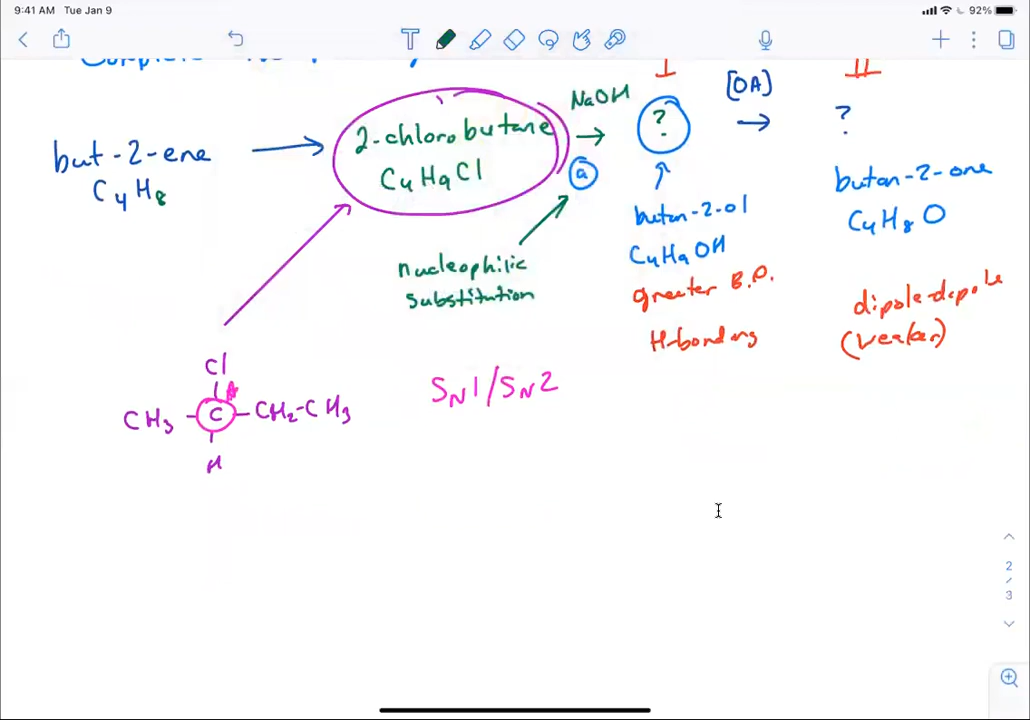 9:41 AM Tue Jan 9
92%
I
II
but-2-ene
C4H8
2-chlorobutane
C4H9Cl
NaOH
a
?
[OA]
?
nucleophilic
substitution
butan-2-ol
C4H9OH
greater B.P.
H-bonding
butan-2-one
C4H8O
dipole-dipole
(weaker)
Cl
CH3 - C - CH2-CH3
H
SN1/SN2
2
/
3